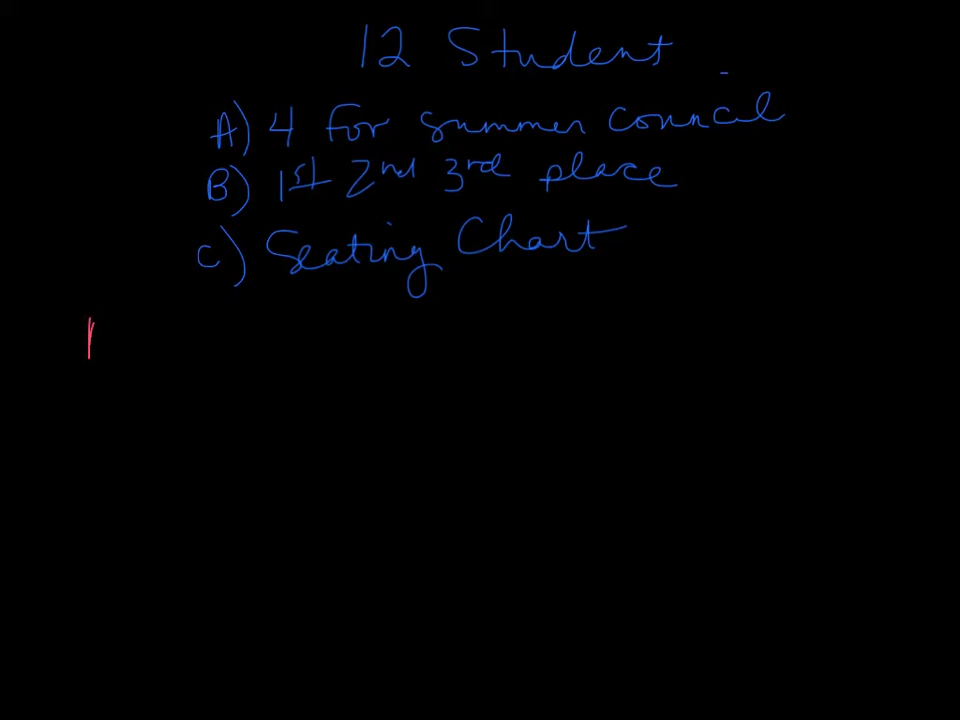 12 Student
A) 4 for summer council
B) 1st 2nd 3rd place
C) Seating Chart